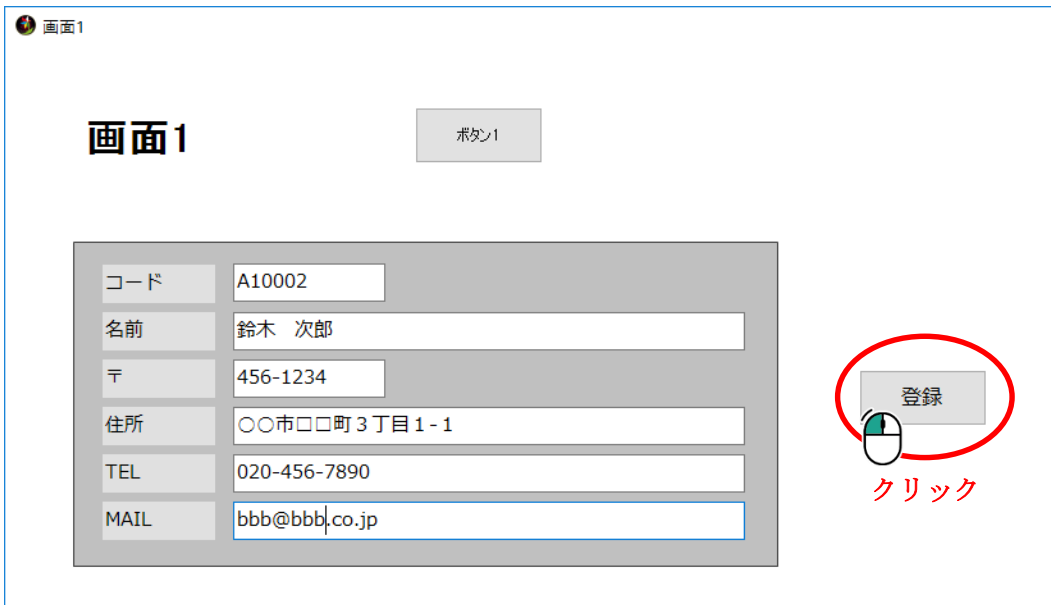 画面1
画面1
ボタン1
コード A10002
名前 鈴木　次郎
〒 456-1234
住所 ○○市□□町３丁目１-１
TEL 020-456-7890
MAIL bbb@bbb.co.jp
登録
クリック